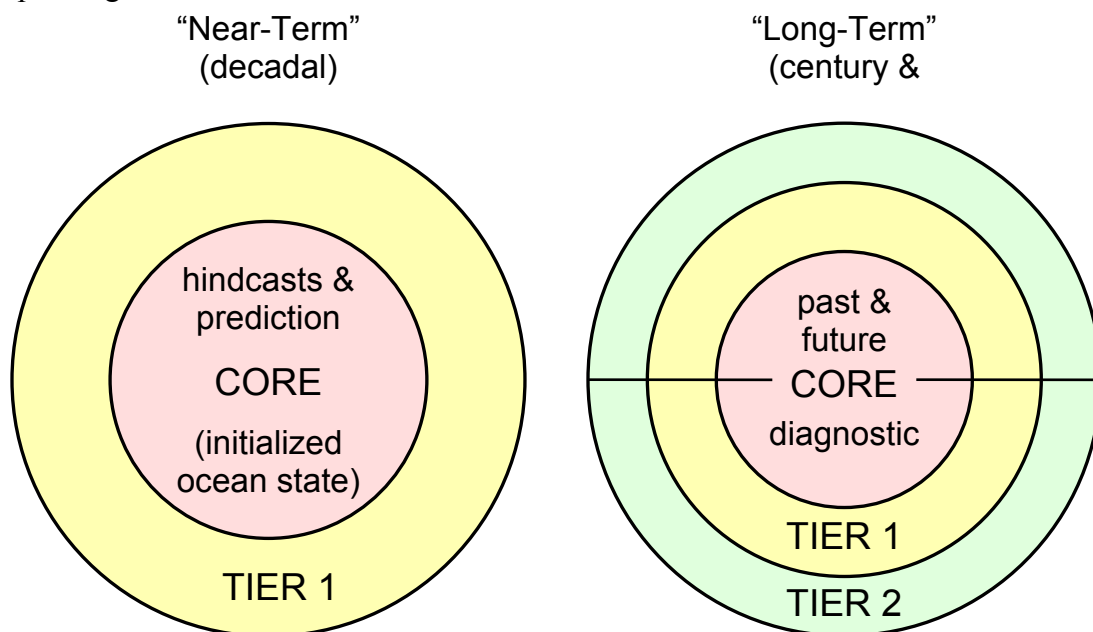 “Near-Term”
(decadal)
hindcasts &
prediction
CORE
(initialized
ocean state)
TIER 1
“Long-Term”
(century &
past &
future
CORE
diagnostic
TIER 1
TIER 2